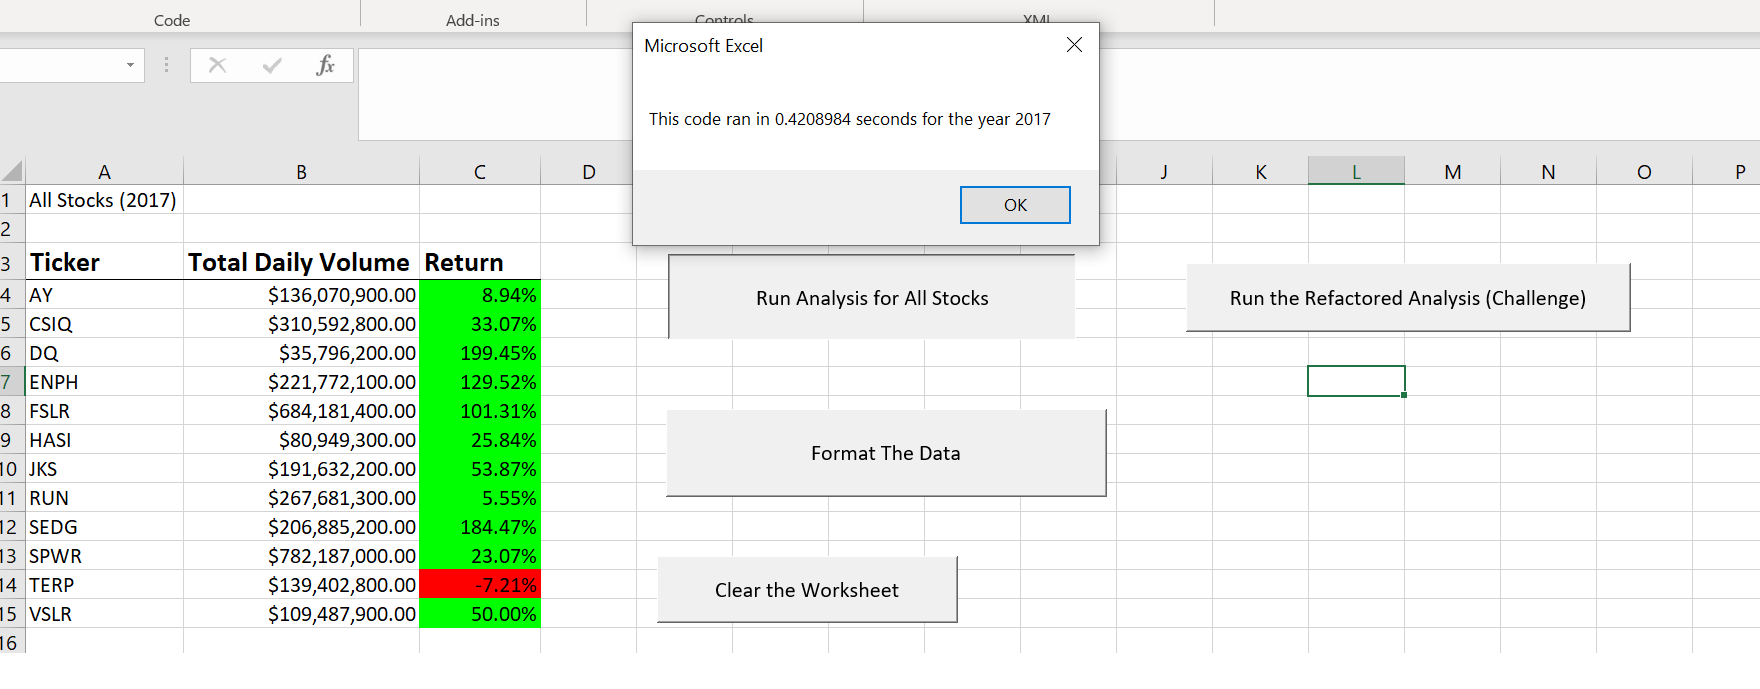 Code Add-ins Controls XML
Microsoft Excel
fx
This code ran in 0.4208984 seconds for the year 2017
OK
A B C D J K L M N O P
1 All Stocks (2017)
2
3 Ticker Total Daily Volume Return
4 AY $136,070,900.00 8.94%
5 CSIQ $310,592,800.00 33.07%
6 DQ $35,796,200.00 199.45%
7 ENPH $221,772,100.00 129.52%
8 FSLR $684,181,400.00 101.31%
9 HASI $80,949,300.00 25.84%
10 JKS $191,632,200.00 53.87%
11 RUN $267,681,300.00 5.55%
12 SEDG $206,885,200.00 184.47%
13 SPWR $782,187,000.00 23.07%
14 TERP $139,402,800.00 -7.21%
15 VSLR $109,487,900.00 50.00%
16
Run Analysis for All Stocks
Run the Refactored Analysis (Challenge)
Format The Data
Clear the Worksheet